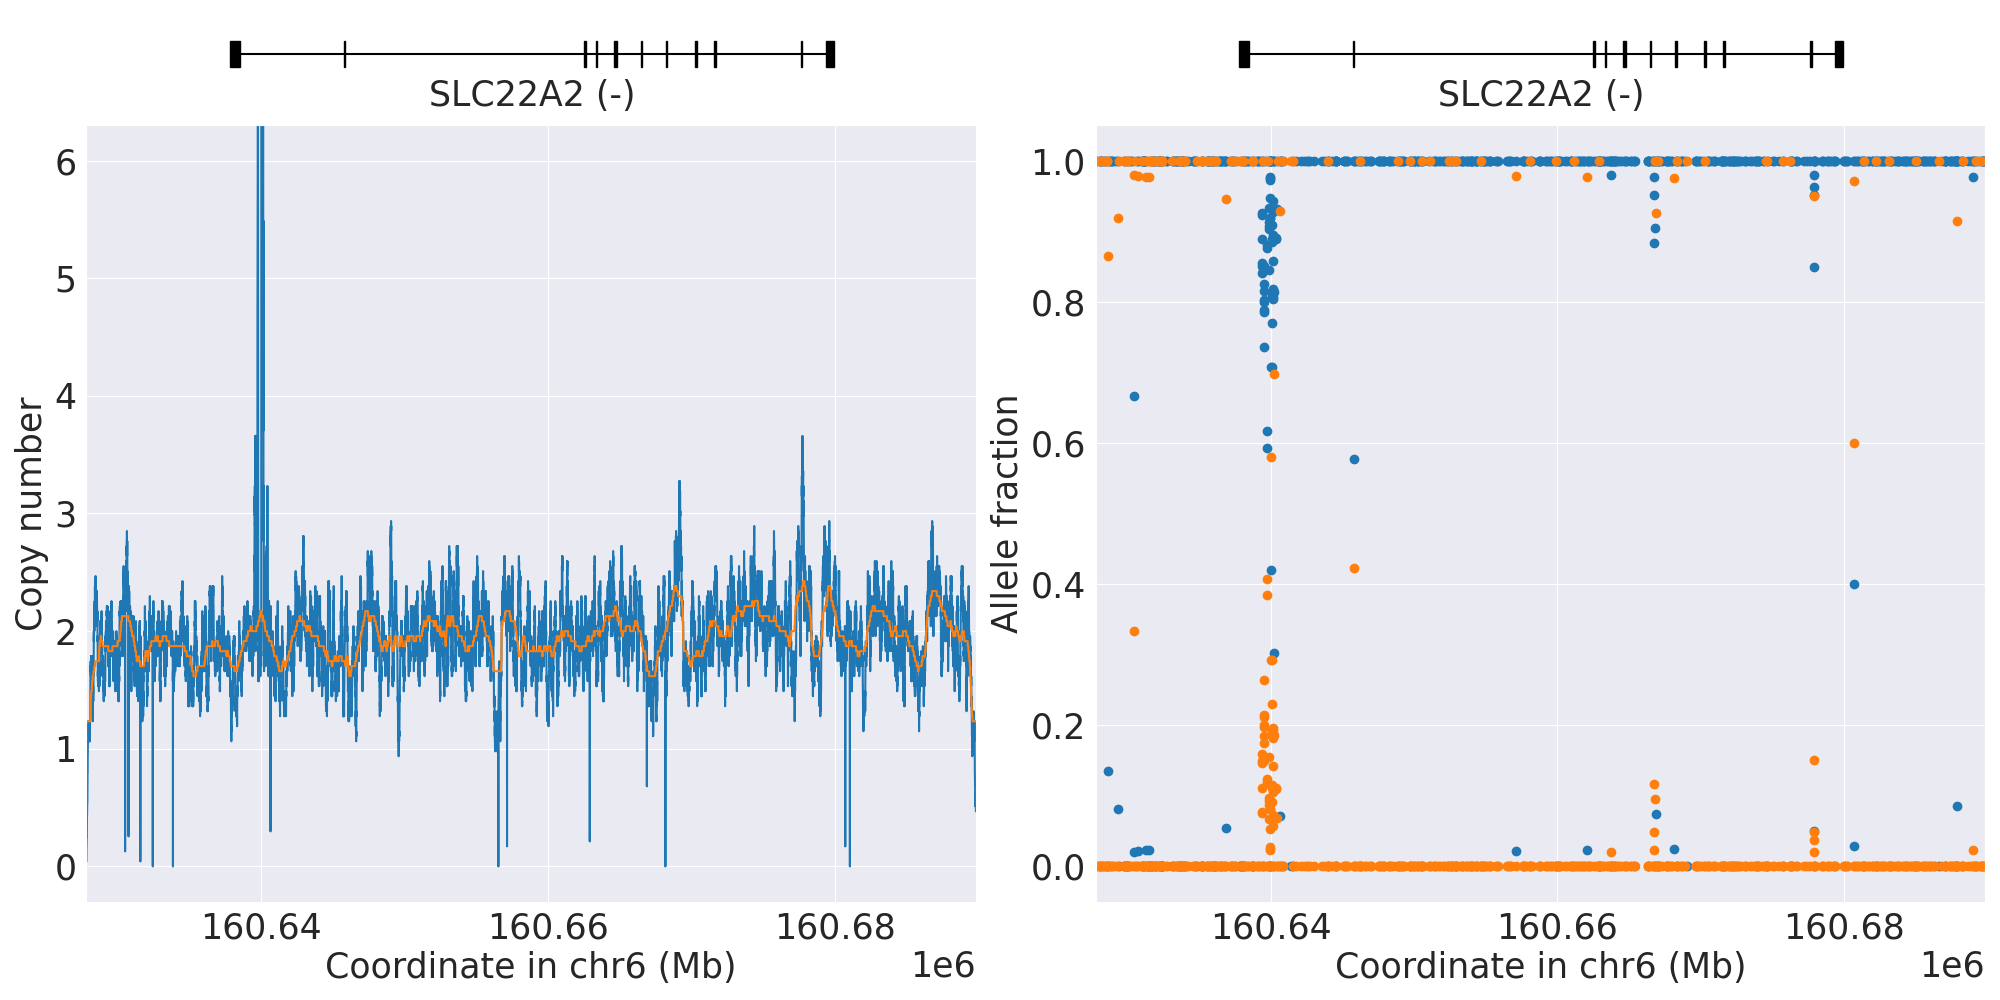 SLC22A2 (-)
6
5
4
3
2
1
0
Copy number
160.64
160.66
160.68
Coordinate in chr6 (Mb)
1e6
SLC22A2 (-)
1.0
0.8
0.6
0.4
0.2
0.0
Allele fraction
160.64
160.66
160.68
Coordinate in chr6 (Mb)
1e6